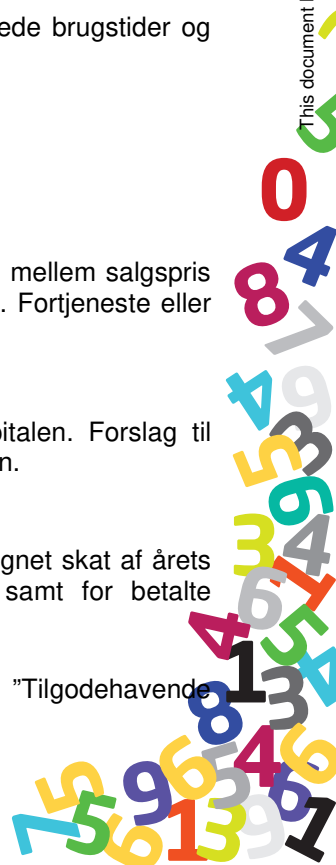 ede brugstider og
This document
mellem salgspris
. Fortjeneste eller
italen. Forslag til
n.
gnet skat af årets
samt for betalte
"Tilgodehavende